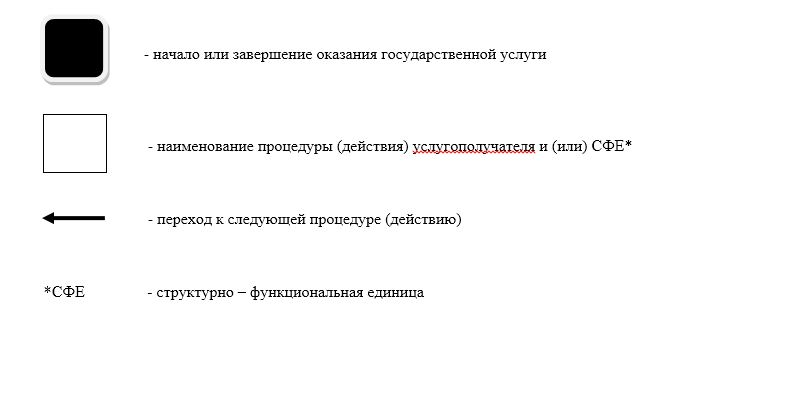 - начало или завершение оказания государственной услуги
- наименование процедуры (действия) услугополучателя и (или) СФЕ*
- переход к следующей процедуре (действию)
*СФЕ - структурно – функциональная единица